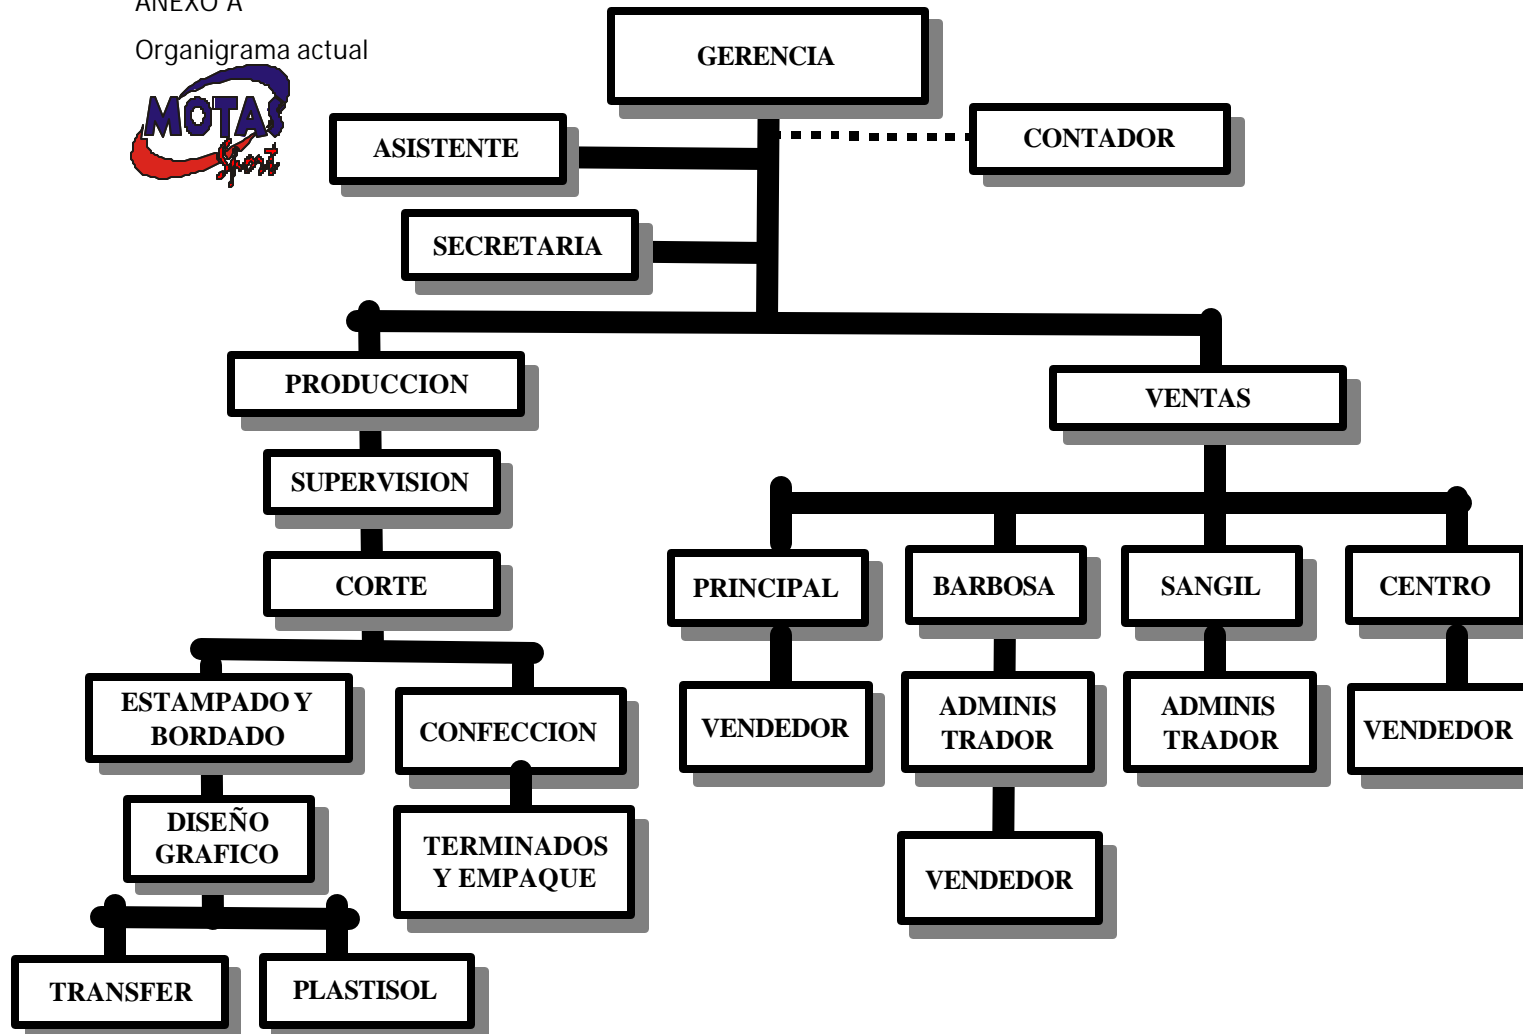 ANEXO A
Organigrama actual
MOTAS
Sport
GERENCIA
ASISTENTE
CONTADOR
SECRETARIA
PRODUCCION
VENTAS
SUPERVISION
CORTE
PRINCIPAL
BARBOSA
SANGIL
CENTRO
ESTAMPADO Y
BORDADO
CONFECCION
VENDEDOR
ADMINIS
TRADOR
ADMINIS
TRADOR
VENDEDOR
DISEÑO
GRAFICO
TERMINADOS
Y EMPAQUE
VENDEDOR
TRANSFER
PLASTISOL